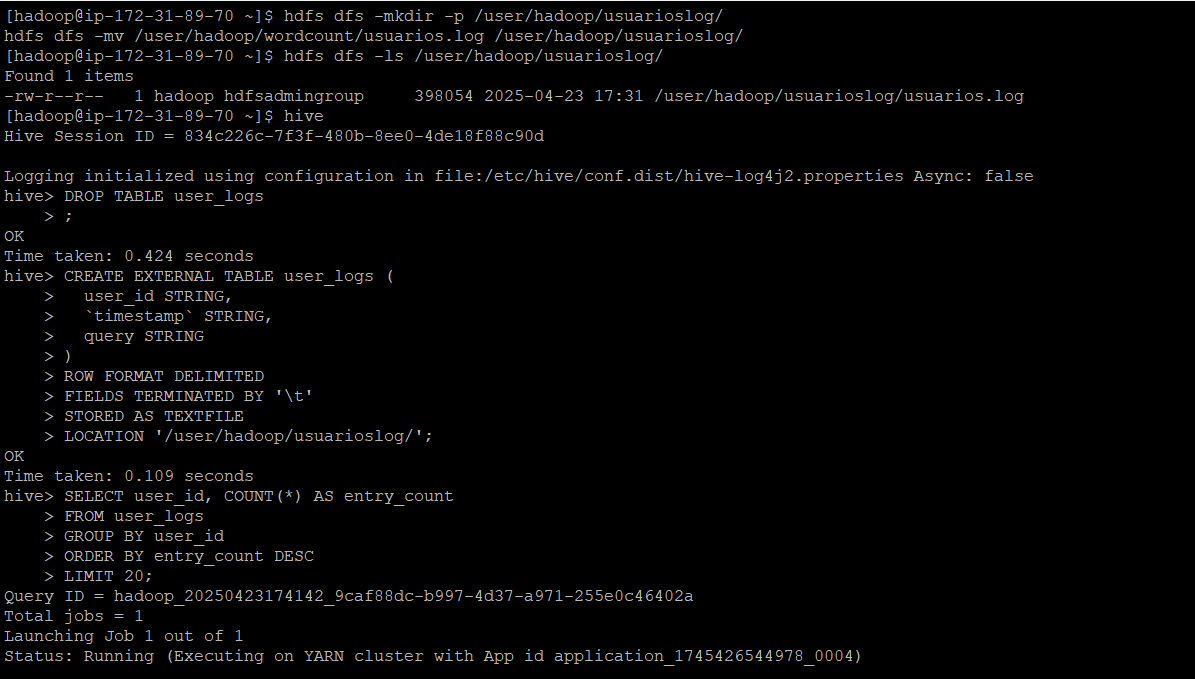 [hadoop@ip-172-31-89-70 ~]$ hdfs dfs -mkdir -p /user/hadoop/usuarioslog/
hdfs dfs -mv /user/hadoop/wordcount/usuarios.log /user/hadoop/usuarioslog/
[hadoop@ip-172-31-89-70 ~]$ hdfs dfs -ls /user/hadoop/usuarioslog/
Found 1 items
-rw-r--r--   1 hadoop hdfsadmingroup     398054 2025-04-23 17:31 /user/hadoop/usuarioslog/usuarios.log
[hadoop@ip-172-31-89-70 ~]$ hive
Hive Session ID = 834c226c-7f3f-480b-8ee0-4de18f88c90d
Logging initialized using configuration in file:/etc/hive/conf.dist/hive-log4j2.properties Async: false
hive> DROP TABLE user_logs
    > ;
OK
Time taken: 0.424 seconds
hive> CREATE EXTERNAL TABLE user_logs (
    >   user_id STRING,
    >   `timestamp` STRING,
    >   query STRING
    > )
    > ROW FORMAT DELIMITED
    > FIELDS TERMINATED BY '\t'
    > STORED AS TEXTFILE
    > LOCATION '/user/hadoop/usuarioslog/';
OK
Time taken: 0.109 seconds
hive> SELECT user_id, COUNT(*) AS entry_count
    > FROM user_logs
    > GROUP BY user_id
    > ORDER BY entry_count DESC
    > LIMIT 20;
Query ID = hadoop_20250423174142_9caf88dc-b997-4d37-a971-255e0c46402a
Total jobs = 1
Launching Job 1 out of 1
Status: Running (Executing on YARN cluster with App id application_1745426544978_0004)